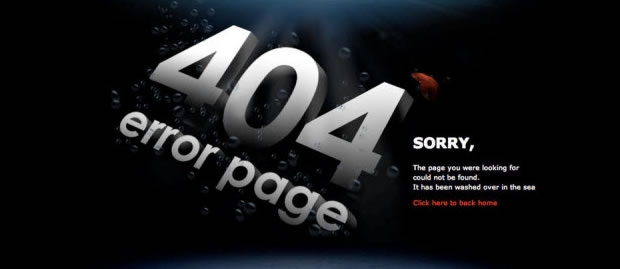 404
error page
SORRY,
The page you were looking for
could not be found.
It has been washed over in the sea
Click here to back home